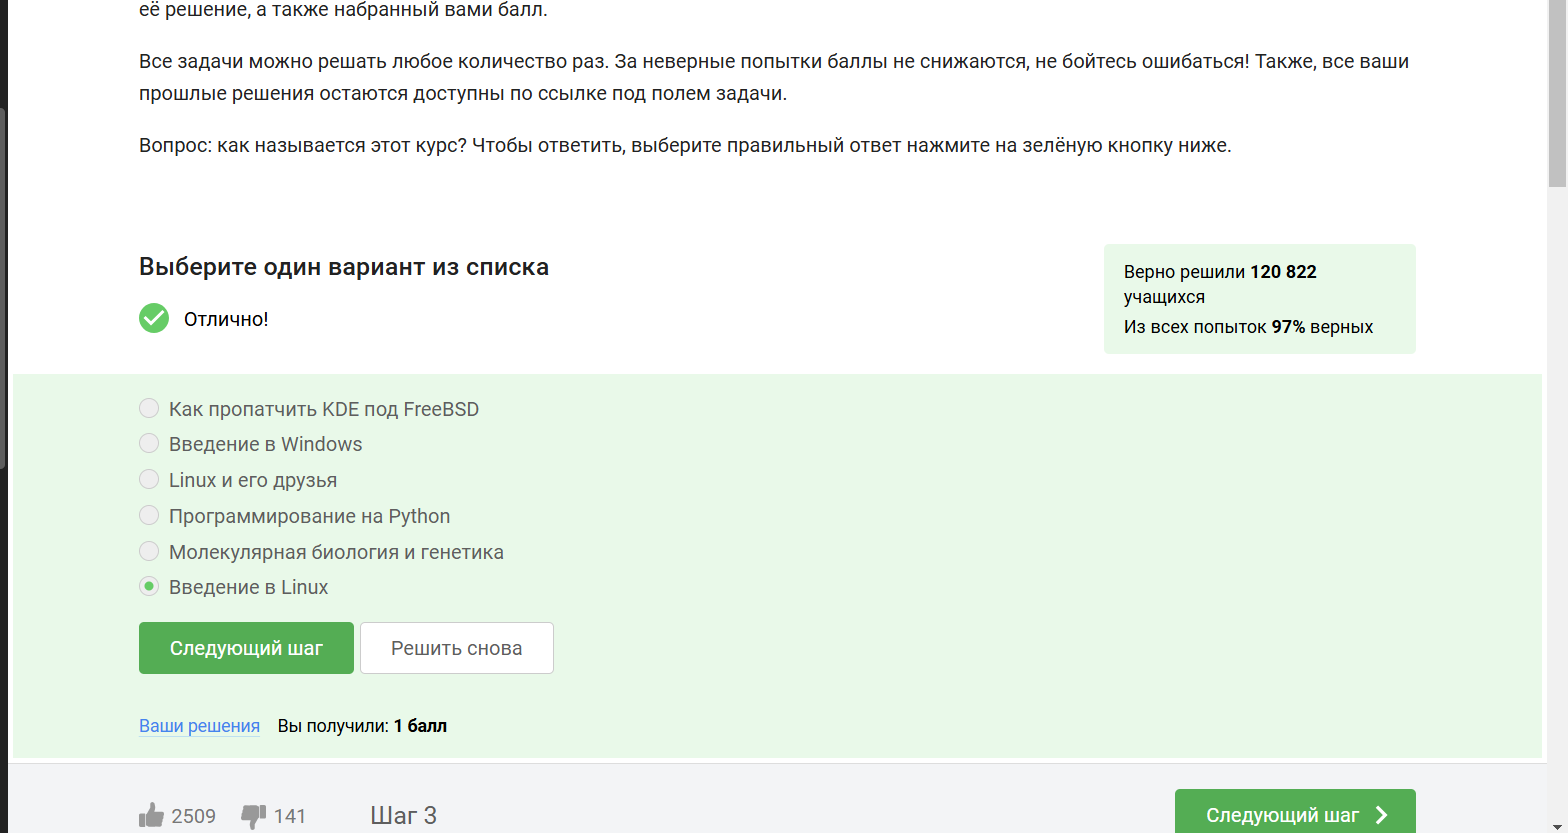 её решение, а также набранный вами балл.
Все задачи можно решать любое количество раз. За неверные попытки баллы не снижаются, не бойтесь ошибаться! Также, все ваши
прошлые решения остаются доступны по ссылке под полем задачи.
Вопрос: как называется этот курс? Чтобы ответить, выберите правильный ответ нажмите на зелёную кнопку ниже.
Выберите один вариант из списка
Отлично!
Верно решили 120 822
учащихся
Из всех попыток 97% верных
Как пропатчить KDE под FreeBSD
Введение в Windows
Linux и его друзья
Программирование на Python
Молекулярная биология и генетика
Введение в Linux
Следующий шаг Решить снова
Ваши решения Вы получили: 1 балл
2509 141 Шаг 3 Следующий шаг